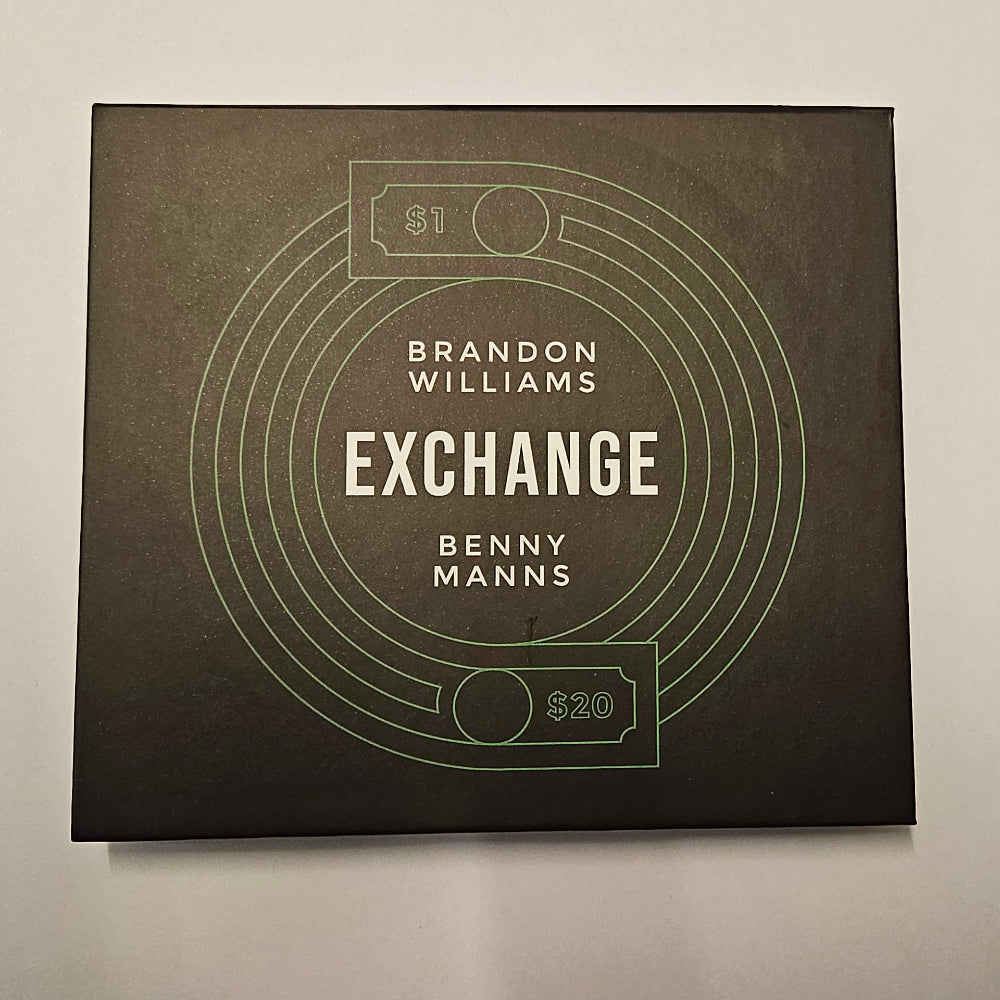 $1
BRANDON
WILLIAMS
EXCHANGE
BENNY
MANNS
$20